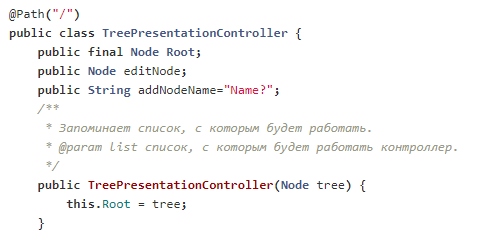 @Path("/")
public class TreePresentationController {
    public final Node Root;
    public Node editNode;
    public String addNodeName="Name?";
    /**
     * Запоминает список, с которым будет работать.
     * @param list список, с которым будет работать контроллер.
     */
    public TreePresentationController(Node tree) {
        this.Root = tree;
    }